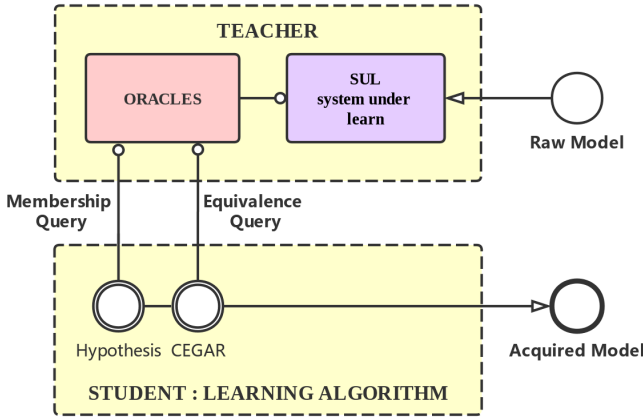 TEACHER
ORACLES
SUL
system under
learn
Raw Model
Membership
Query
Equivalence
Query
Hypothesis
CEGAR
Acquired Model
STUDENT : LEARNING ALGORITHM